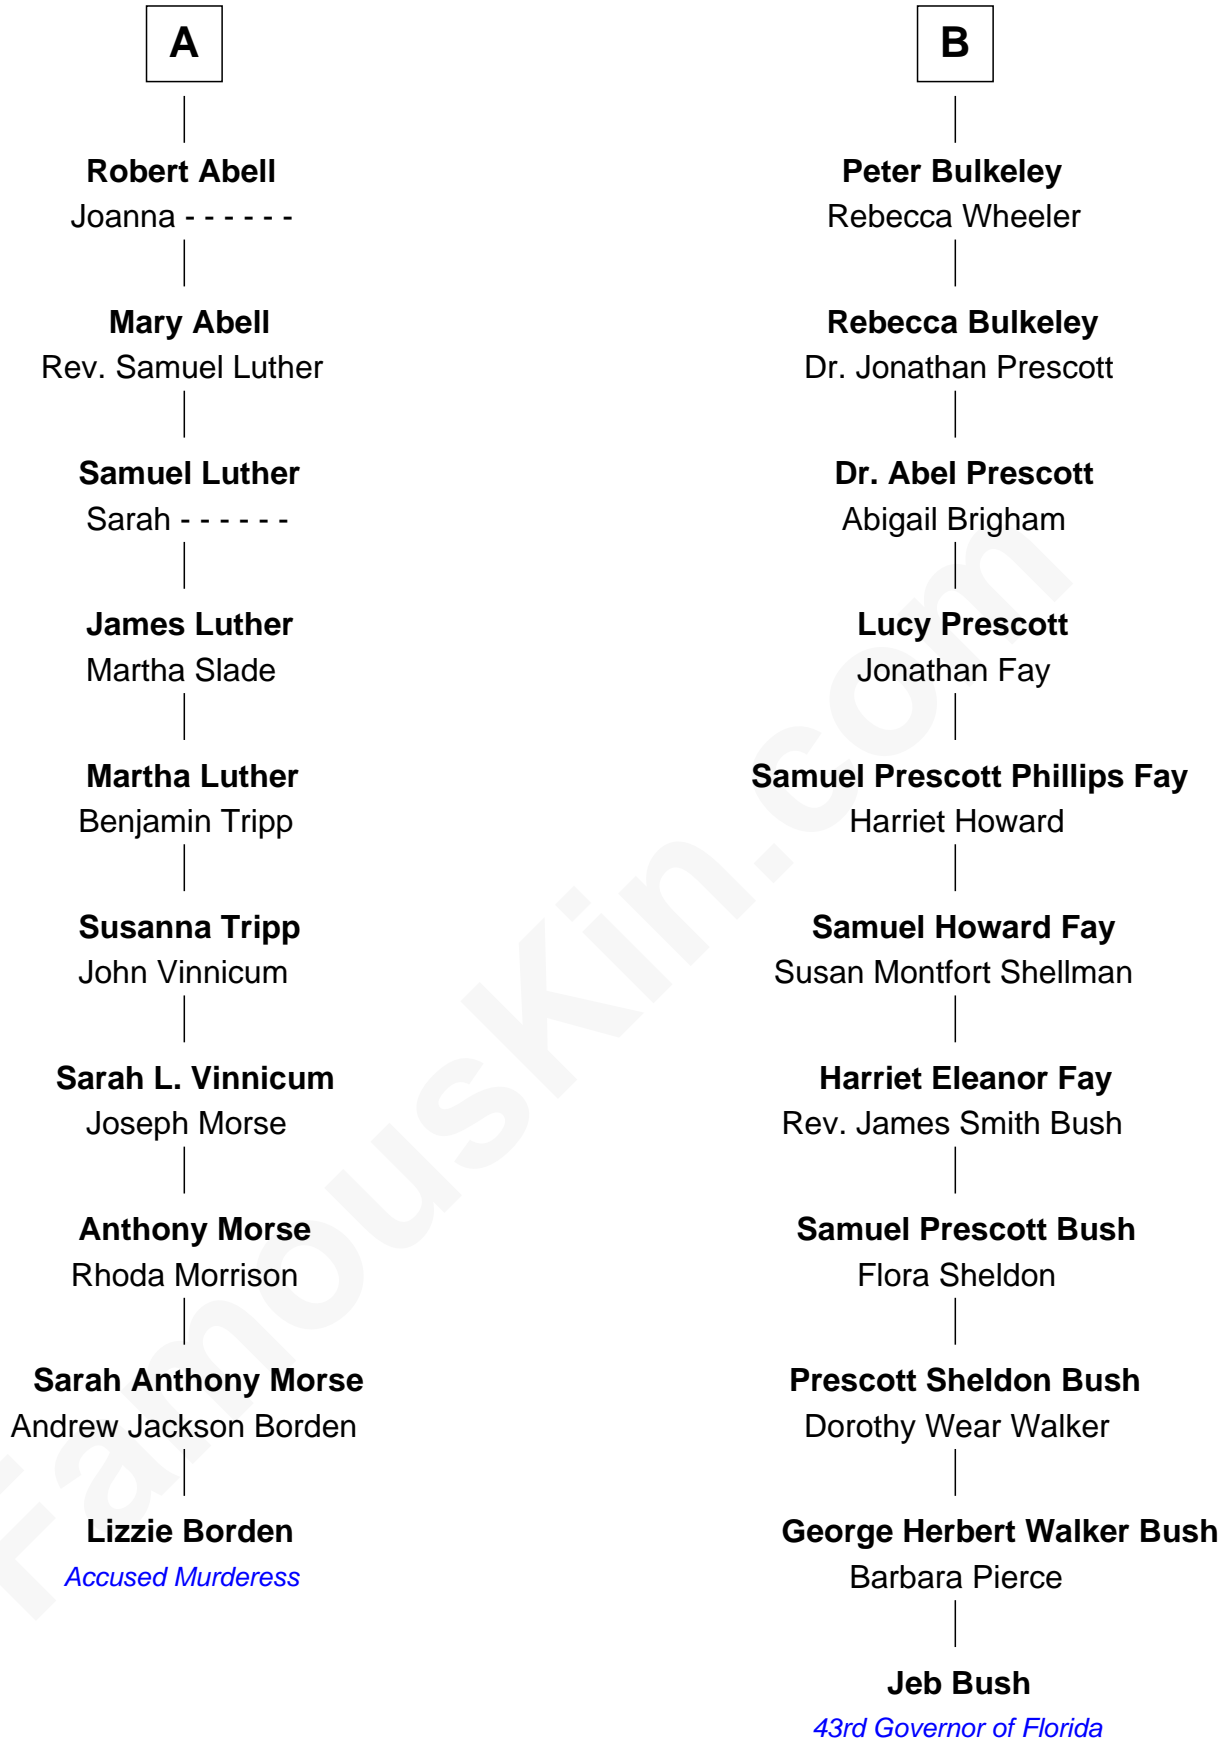 A
Robert Abell
Joanna - - - - - -
Mary Abell
Rev. Samuel Luther
Samuel Luther
Sarah - - - - - -
James Luther
Martha Slade
Martha Luther
Benjamin Tripp
Susanna Tripp
John Vinnicum
Sarah L. Vinnicum
Joseph Morse
Anthony Morse
Rhoda Morrison
Sarah Anthony Morse
Andrew Jackson Borden
Lizzie Borden
Accused Murderess
B
Peter Bulkeley
Rebecca Wheeler
Rebecca Bulkeley
Dr. Jonathan Prescott
Dr. Abel Prescott
Abigail Brigham
Lucy Prescott
Jonathan Fay
Samuel Prescott Phillips Fay
Harriet Howard
Samuel Howard Fay
Susan Montfort Shellman
Harriet Eleanor Fay
Rev. James Smith Bush
Samuel Prescott Bush
Flora Sheldon
Prescott Sheldon Bush
Dorothy Wear Walker
George Herbert Walker Bush
Barbara Pierce
Jeb Bush
43rd Governor of Florida
FamousKin.com